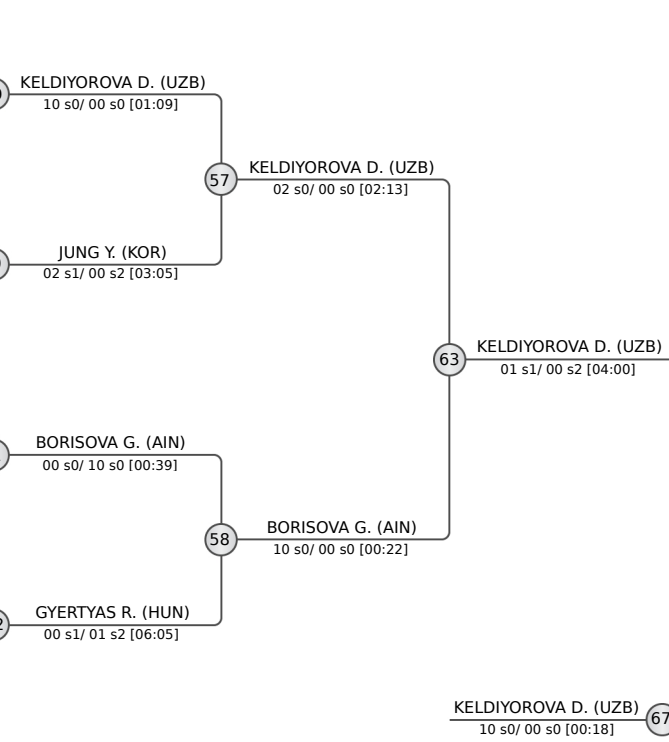 KELDIYOROVA D. (UZB)
10 s0/ 00 s0 [01:09]
57
KELDIYOROVA D. (UZB)
02 s0/ 00 s0 [02:13]
JUNG Y. (KOR)
02 s1/ 00 s2 [03:05]
63
KELDIYOROVA D. (UZB)
01 s1/ 00 s2 [04:00]
BORISOVA G. (AIN)
00 s0/ 10 s0 [00:39]
58
BORISOVA G. (AIN)
10 s0/ 00 s0 [00:22]
GYERTYAS R. (HUN)
00 s1/ 01 s2 [06:05]
KELDIYOROVA D. (UZB)
10 s0/ 00 s0 [00:18]
67